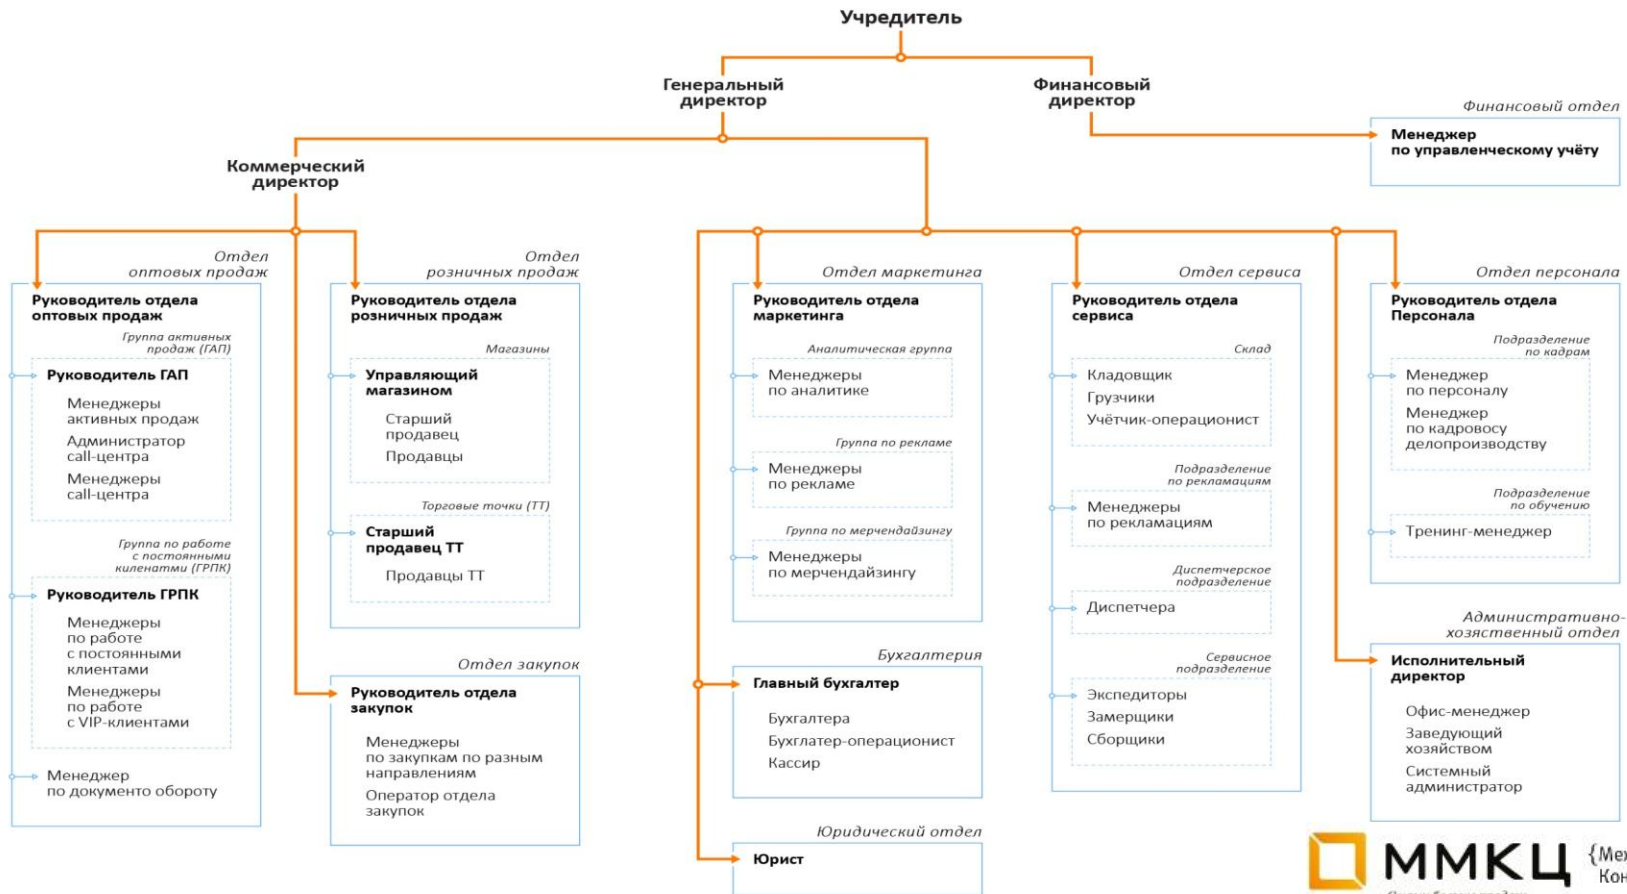 Учредитель
Генеральный
директор
Финансовый
директор
Финансовый отдел
Менеджер
по управленческому учёту
Коммерческий
директор
Отдел
оптовых продаж
Руководитель отдела
оптовых продаж
Группа активных
продаж (ГАП)
Руководитель ГАП
Менеджеры
активных продаж
Администратор
call-центра
Менеджеры
call-центра
Группа по работе
с постоянными
киленатми (ГРПК)
Руководитель ГРПК
Менеджеры
по работе
с постоянными
клиентами
Менеджеры
по работе
с VIP-клиентами
Менеджер
по документо обороту
Отдел
розничных продаж
Руководитель отдела
розничных продаж
Магазины
Управляющий
магазином
Старший
продавец
Продавцы
Торговые точки (ТТ)
Старший
продавец ТТ
Продавцы ТТ
Отдел закупок
Руководитель отдела
закупок
Менеджеры
по закупкам по разным
направлениям
Оператор отдела
закупок
Отдел маркетинга
Руководитель отдела
маркетинга
Аналитическая группа
Менеджеры
по аналитике
Группа по рекламе
Менеджеры
по рекламе
Группа по мерчендайзингу
Менеджеры
по мерчендайзингу
Бухгалтерия
Главный бухгалтер
Бухгалтера
Бухглатер-операционист
Кассир
Юридический отдел
Юрист
Отдел сервиса
Руководитель отдела
сервиса
Склад
Кладовщик
Грузчики
Учётчик-операционист
Подразделение
по рекламациям
Менеджеры
по рекламациям
Диспетчерское
подразделение
Диспетчера
Сервисное
подразделение
Экспедиторы
Замерщики
Сборщики
Отдел персонала
Руководитель отдела
Персонала
Подразделение
по кадрам
Менеджер
по персоналу
Менеджер
по кадровосу
делопроизводству
Подразделение
по обучению
Тренинг-менеджер
Административно-
хозяственный отдел
Исполнительный
директор
Офис-менеджер
Заведующий
хозяйством
Системный
администратор
ММКЦ